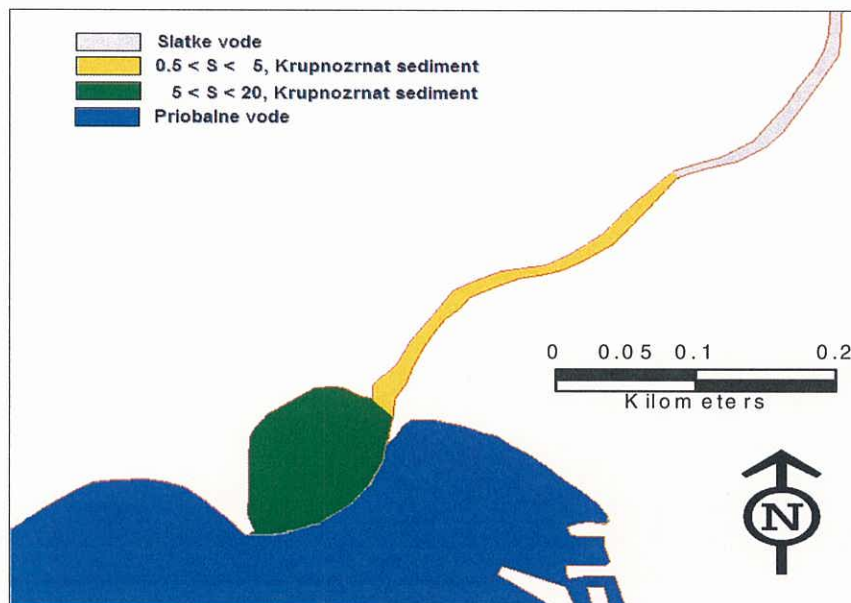 Slatke vode
0.5 < S < 5, Krupnozrnat sediment
5 < S < 20, Krupnozrnat sediment
Priobalne vode
0 0.05 0.1 0.2
Kilometers
N